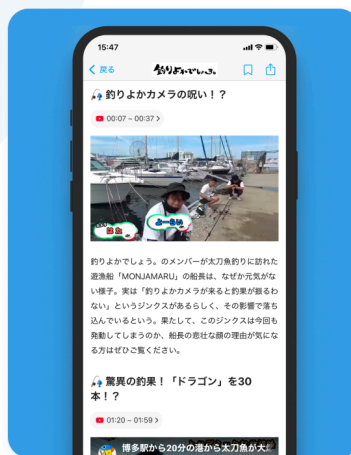 15:47
戻る
釣りよかでしょう。
釣りよかカメラの呪い！？
00:07 ~ 00:37
はた
よーらい
釣りよかでしょう。のメンバーが太刀魚釣りに訪れた
遊漁船「MONJAMARU」の船長は、なぜか元気がな
い様子。実は「釣りよかカメラが来ると釣果が振るわ
ない」というジンクスがあるらしく、その影響で落ち
込んでいるという。果たして、このジンクスは今回も
発動してしまうのか、船長の悲壮な顔の理由が気にな
る方はぜひご覧ください。
驚異の釣果！「ドラゴン」を30
本！？
01:20 ~ 01:59
博多駅から20分の港から太刀魚が大